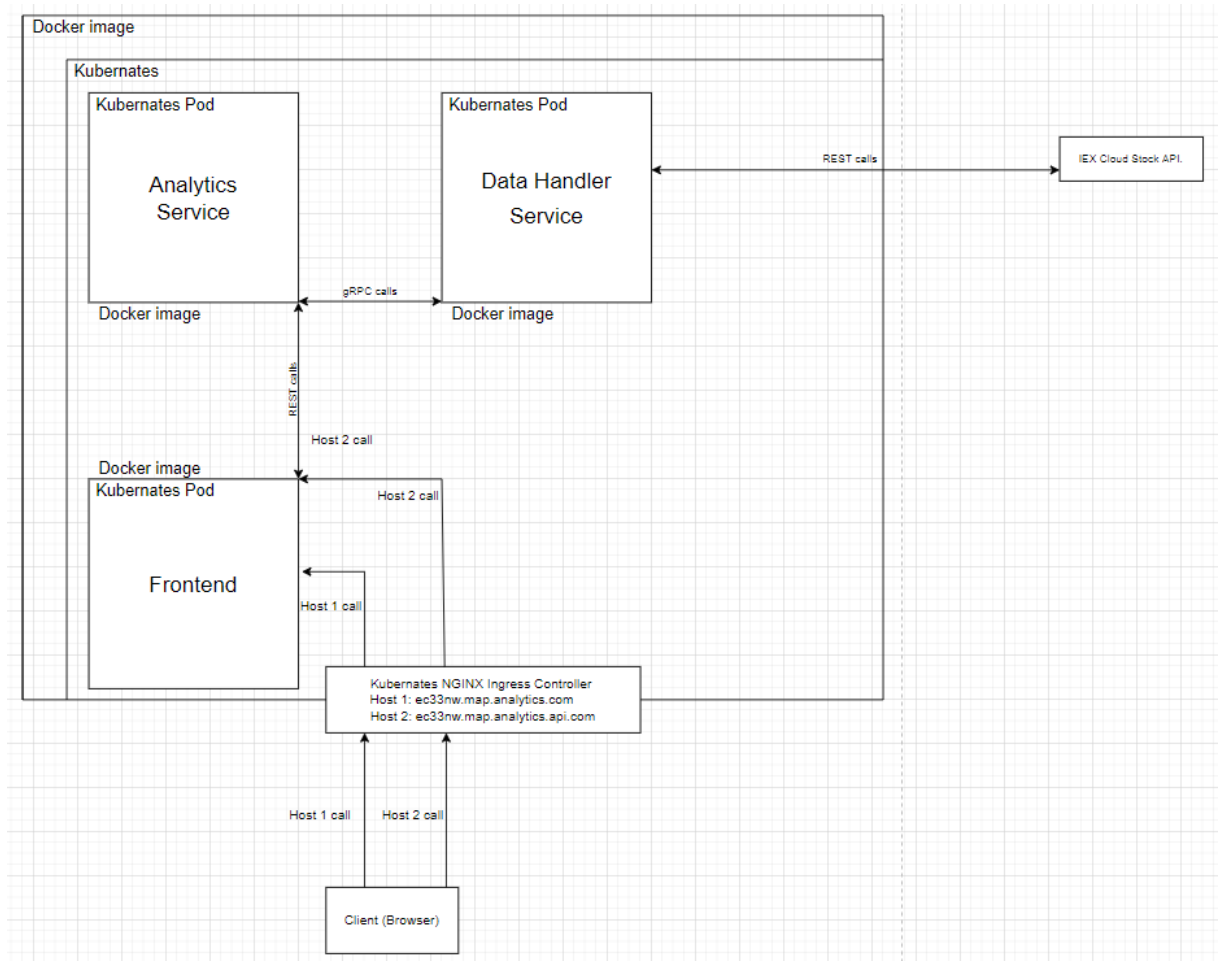 Docker image
Kubernates
Kubernates Pod
Analytics
Service
Docker image
Kubernates Pod
Data Handler
Service
Docker image
REST calls
IEX Cloud Stock API.
gRPC calls
REST calls
Host 2 call
Docker image
Kubernates Pod
Frontend
Host 2 call
Host 1 call
Kubernates NGINX Ingress Controller
Host 1: ec33nw.map.analytics.com
Host 2: ec33nw.map.analytics.api.com
Host 1 call
Host 2 call
Client (Browser)